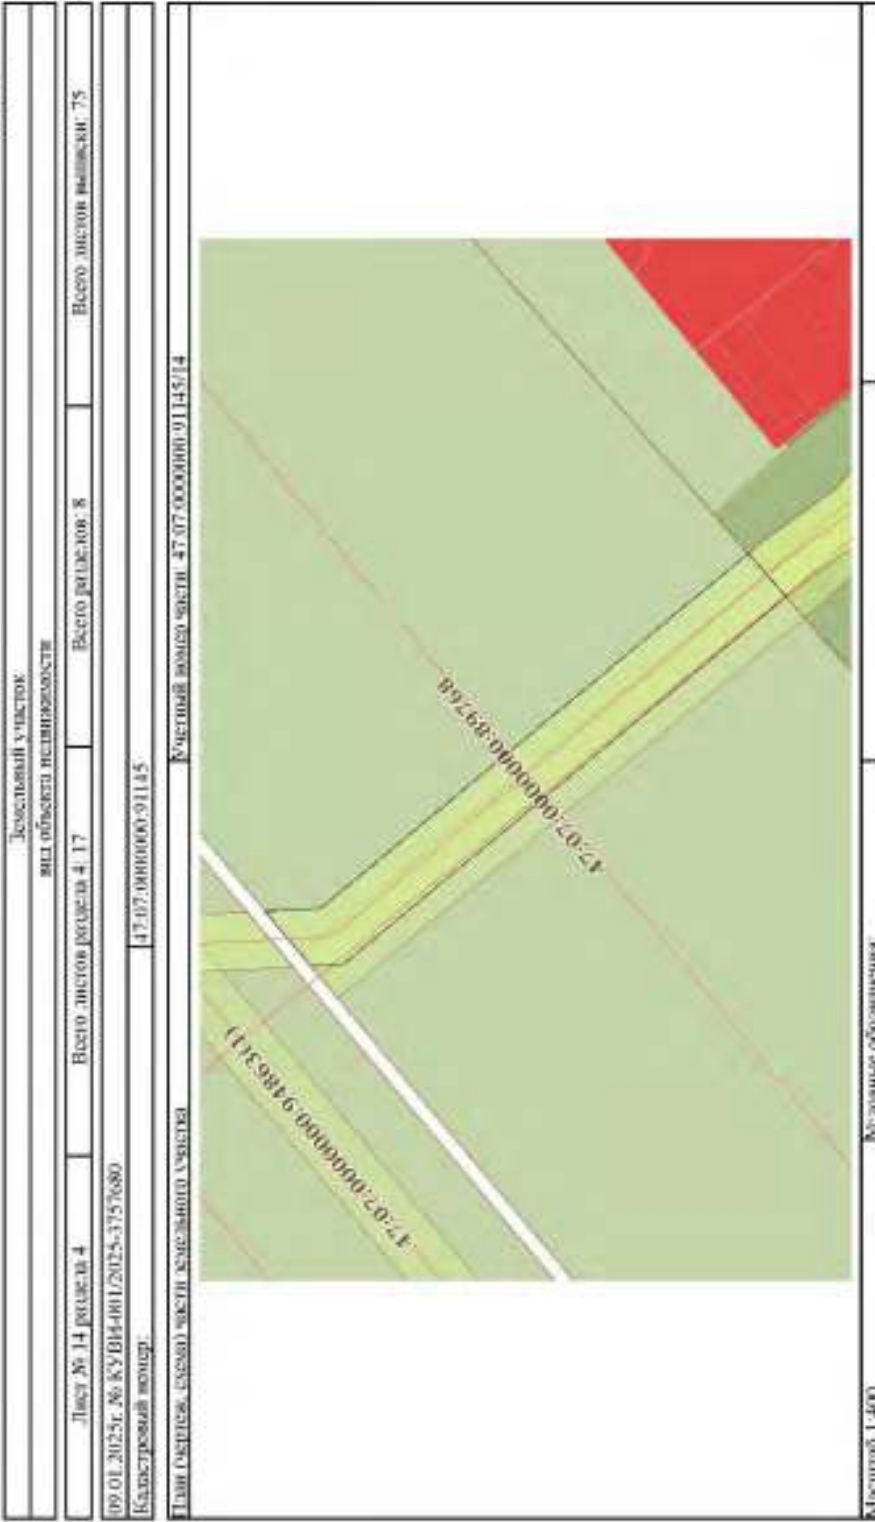 Земельный участок
вид объекта недвижимости
Лист № 14 раздела 4 Всего листов раздела 4: 17 Всего разделов: 8 Всего листов выписки: 75
09.01.2025г. № КУВИ-001/2025-3757680
Кадастровый номер: 47:07:0000000:91145
План (чертеж, схема) части земельного участка Учетный номер части: 47:07:0000000:91145/14
47:07:0000000:94863(1)
47:07:0000000:89268
Масштаб 1:400 Условные обозначения: